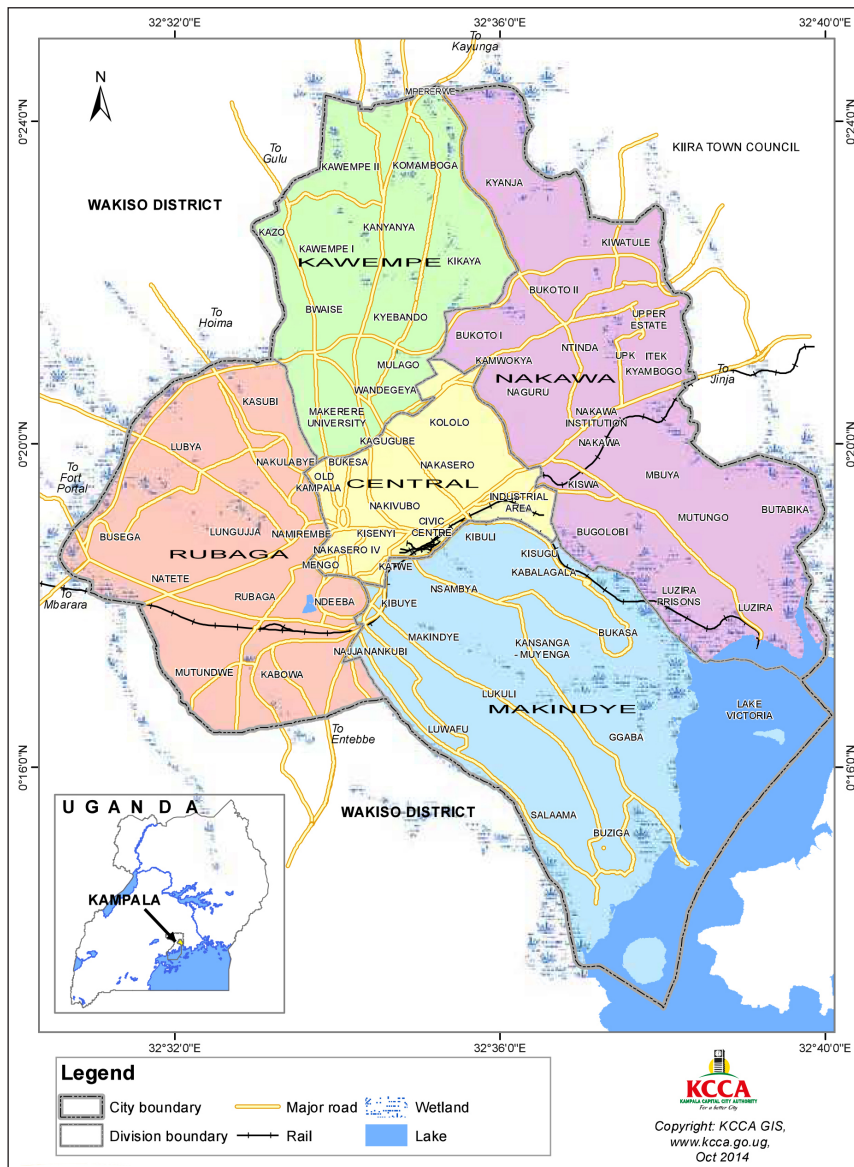 32°32'0"E
32°36'0"E
32°40'0"E
To
Kayunga
MPERERWE
N
0°24'0"N
0°24'0"N
To
Gulu
KIIRA TOWN COUNCIL
KAWEMPE II
KOMAMBOGA
KYANJA
WAKISO DISTRICT
KAZO
KANYANYA
KAWEMPE I
KIWATULE
KAWEMPE
KIKAYA
BUKOTO II
To
Hoima
BWAISE
KYEBANDO
UPPER
ESTATE
BUKOTO I
NTINDA
UPK
ITEK
KYAMBOGO
KAMWOKYA
MULAGO
To
Jinja
NAKAWA
WANDEGEYA
NAGURU
KASUBI
MAKERERE
UNIVERSITY
KOLOLO
NAKAWA
INSTITUTION
NAKAWA
0°20'0"N
0°20'0"N
KAGUGUBE
LUBYA
NAKULABYE
BUKESA
NAKASERO
To
Fort
Portal
OLD
KAMPALA
CENTRAL
KISWA
MBUYA
NAKIVUBO
INDUSTRIAL
AREA
BUTABIKA
MUTUNGO
CIVIC
CENTRE
BUSEGA
LUNGUJJA
NAMIREMBE
KISENYI
KIBULI
BUGOLOBI
RUBAGA
NAKASERO IV
KISUGU
MENGO
KATWE
KABALAGALA
NATETE
NSAMBYA
LUZIRA
PRISONS
To
Mbarara
RUBAGA
NDEEBA
KIBUYE
LUZIRA
BUKASA
MAKINDYE
KANSANGA
- MUYENGA
NAJJANANKUBI
MUTUNDWE
KABOWA
LUKULI
MAKINDYE
LAKE
VICTORIA
To
Entebbe
LUWAFU
GGABA
0°16'0"N
0°16'0"N
UGANDA
WAKISO DISTRICT
SALAAMA
BUZIGA
KAMPALA
32°32'0"E
32°36'0"E
32°40'0"E
Legend
City boundary
Major road
Wetland
Division boundary
Rail
Lake
KCCA
KAMPALA CAPITAL CITY AUTHORITY
For a better City
Copyright: KCCA GIS,
www.kcca.go.ug,
Oct 2014